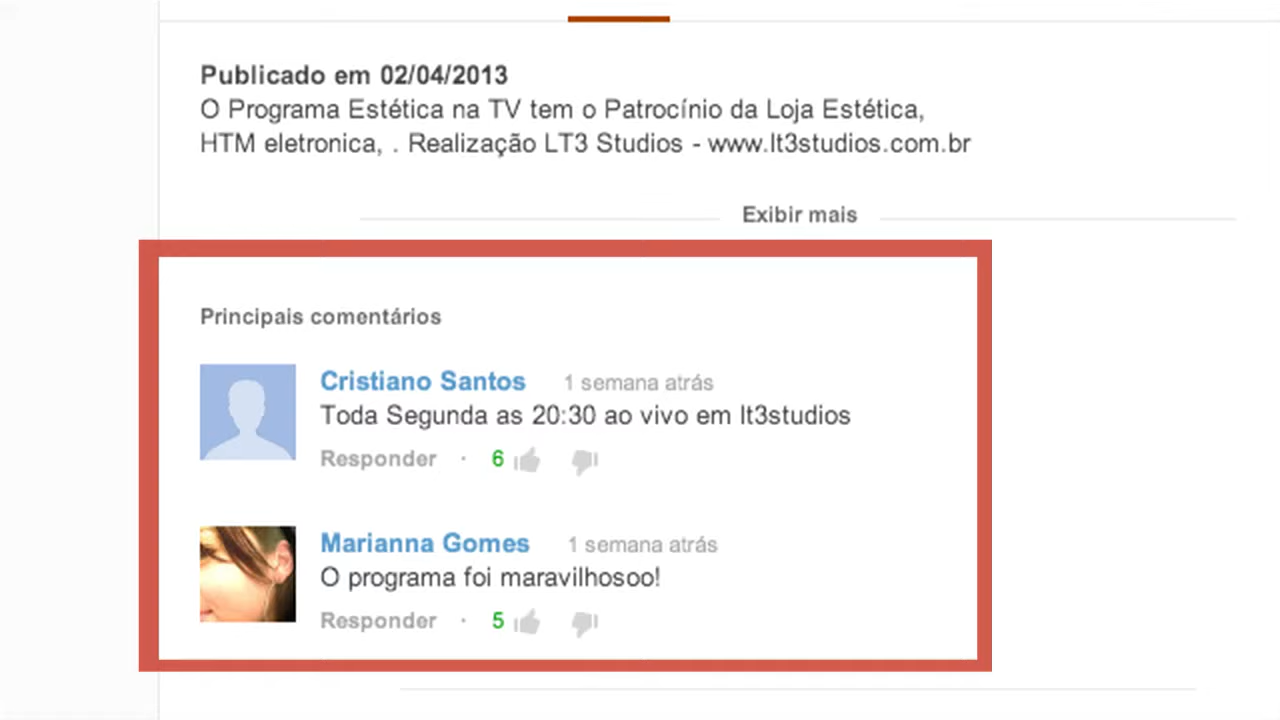 Publicado em 02/04/2013
O Programa Estética na TV tem o Patrocínio da Loja Estética,
HTM eletronica, . Realização LT3 Studios - www.lt3studios.com.br
Exibir mais
Principais comentários
Cristiano Santos 1 semana atrás
Toda Segunda as 20:30 ao vivo em lt3studios
Responder · 6
Marianna Gomes 1 semana atrás
O programa foi maravilhosoo!
Responder · 5